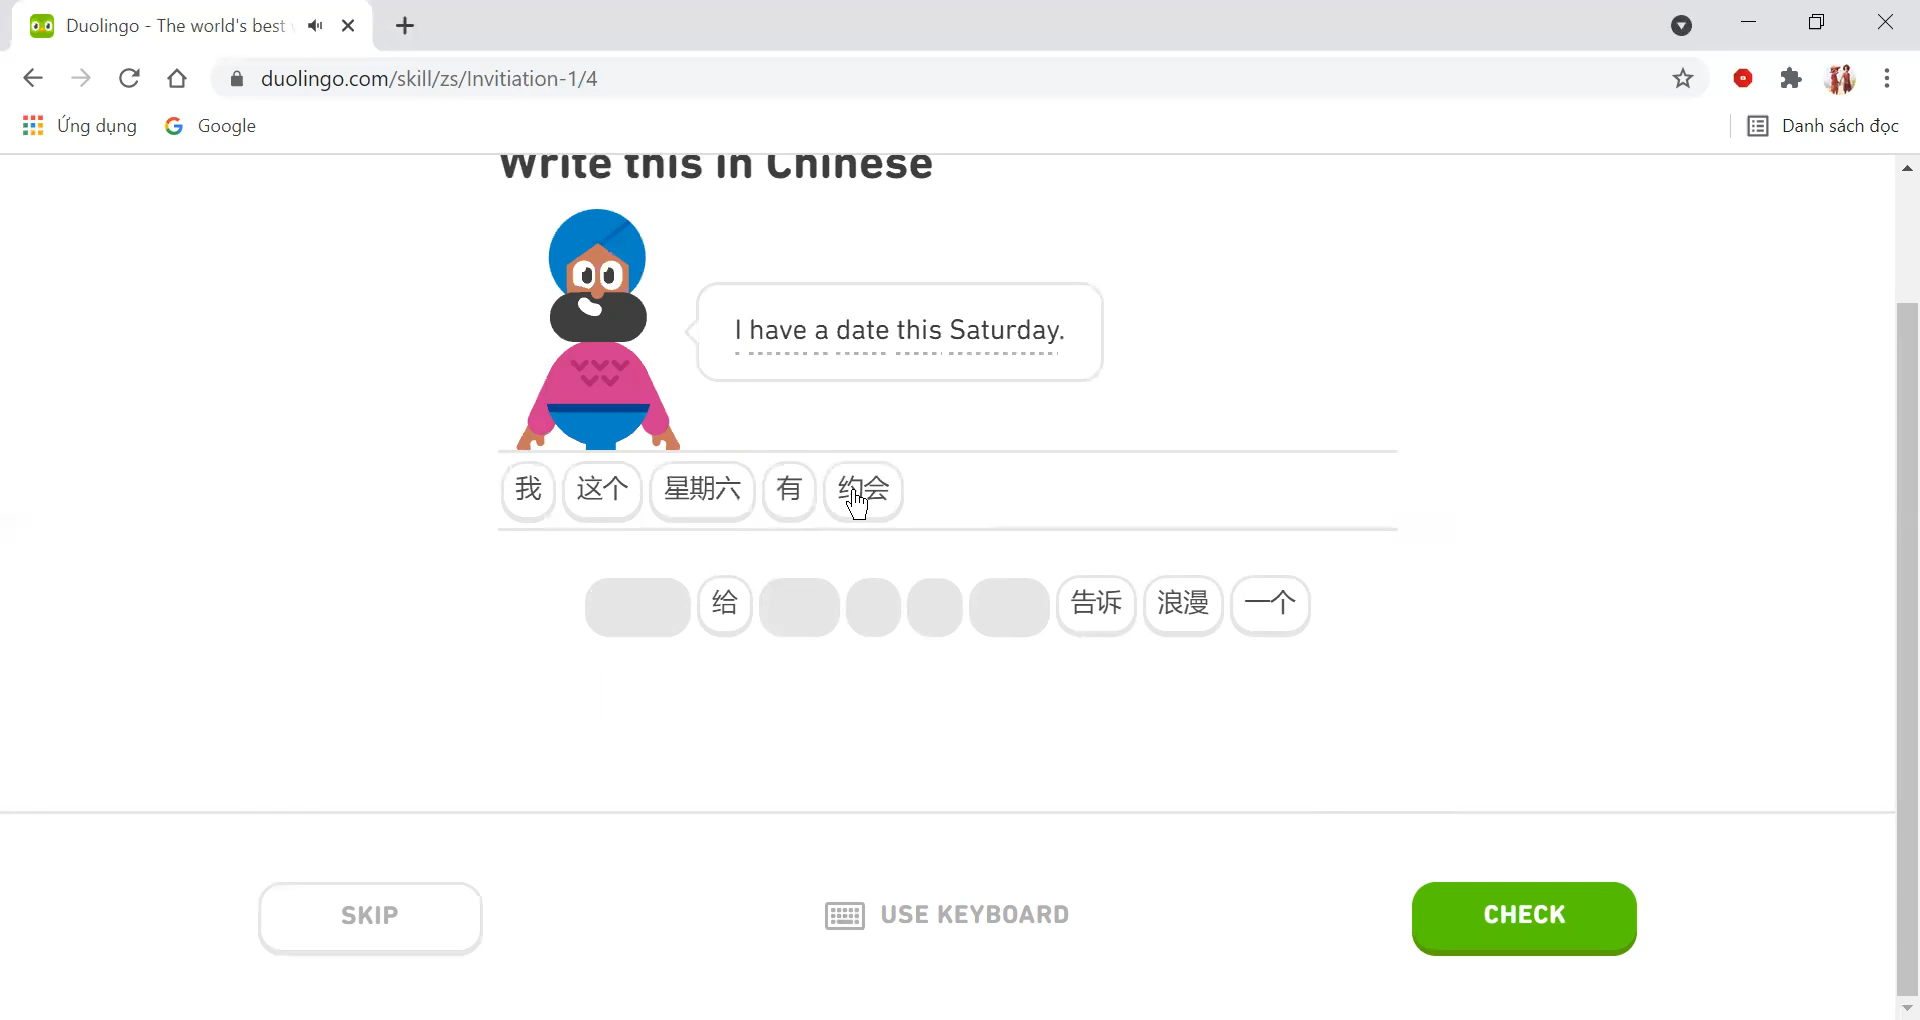 Duolingo - The world's best
duolingo.com/skill/zs/Invitiation-1/4
Ứng dụng Google Danh sách đọc
Write this in Chinese
I have a date this Saturday.
我 这个 星期六 有 约会
给 告诉 浪漫 一个
SKIP USE KEYBOARD CHECK